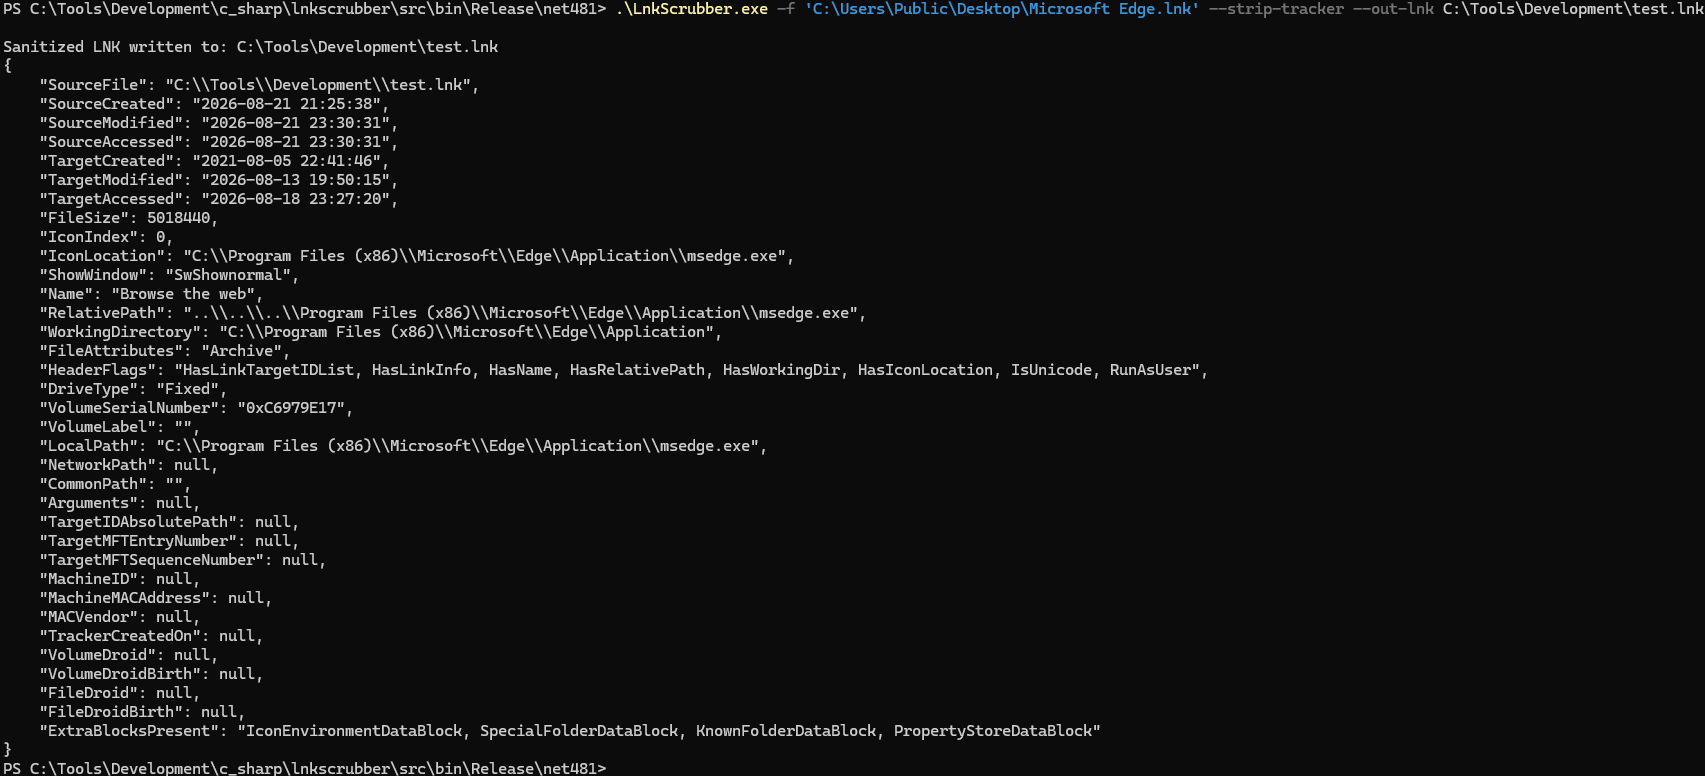 PS C:\Tools\Development\c_sharp\lnkscrubber\src\bin\Release\net481> .\LnkScrubber.exe -f 'C:\Users\Public\Desktop\Microsoft Edge.lnk' --strip-tracker --out-lnk C:\Tools\Development\test.lnk
Sanitized LNK written to: C:\Tools\Development\test.lnk
{
    "SourceFile": "C:\\Tools\\Development\\test.lnk",
    "SourceCreated": "2026-08-21 21:25:38",
    "SourceModified": "2026-08-21 23:30:31",
    "SourceAccessed": "2026-08-21 23:30:31",
    "TargetCreated": "2021-08-05 22:41:46",
    "TargetModified": "2026-08-13 19:50:15",
    "TargetAccessed": "2026-08-18 23:27:20",
    "FileSize": 5018440,
    "IconIndex": 0,
    "IconLocation": "C:\\Program Files (x86)\\Microsoft\\Edge\\Application\\msedge.exe",
    "ShowWindow": "SwShownormal",
    "Name": "Browse the web",
    "RelativePath": "..\\..\\..\\Program Files (x86)\\Microsoft\\Edge\\Application\\msedge.exe",
    "WorkingDirectory": "C:\\Program Files (x86)\\Microsoft\\Edge\\Application",
    "FileAttributes": "Archive",
    "HeaderFlags": "HasLinkTargetIDList, HasLinkInfo, HasName, HasRelativePath, HasWorkingDir, HasIconLocation, IsUnicode, RunAsUser",
    "DriveType": "Fixed",
    "VolumeSerialNumber": "0xC6979E17",
    "VolumeLabel": "",
    "LocalPath": "C:\\Program Files (x86)\\Microsoft\\Edge\\Application\\msedge.exe",
    "NetworkPath": null,
    "CommonPath": "",
    "Arguments": null,
    "TargetIDAbsolutePath": null,
    "TargetMFTEntryNumber": null,
    "TargetMFTSequenceNumber": null,
    "MachineID": null,
    "MachineMACAddress": null,
    "MACVendor": null,
    "TrackerCreatedOn": null,
    "VolumeDroid": null,
    "VolumeDroidBirth": null,
    "FileDroid": null,
    "FileDroidBirth": null,
    "ExtraBlocksPresent": "IconEnvironmentDataBlock, SpecialFolderDataBlock, KnownFolderDataBlock, PropertyStoreDataBlock"
}
PS C:\Tools\Development\c_sharp\lnkscrubber\src\bin\Release\net481>